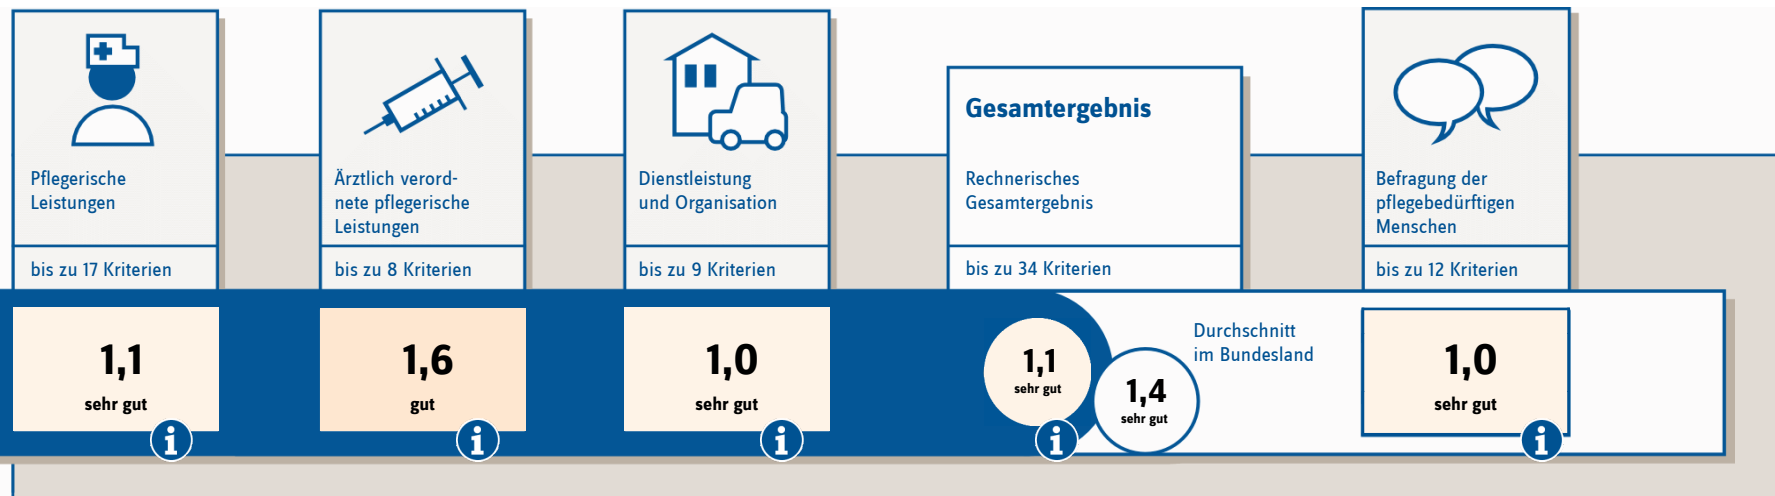 Pflegerische
Leistungen
bis zu 17 Kriterien
1,1
sehr gut
i
Ärztlich verord-
nete pflegerische
Leistungen
bis zu 8 Kriterien
1,6
gut
i
Dienstleistung
und Organisation
bis zu 9 Kriterien
1,0
sehr gut
i
Gesamtergebnis
Rechnerisches
Gesamtergebnis
bis zu 34 Kriterien
1,1
sehr gut
i
1,4
sehr gut
Durchschnitt
im Bundesland
Befragung der
pflegebedürftigen
Menschen
bis zu 12 Kriterien
1,0
sehr gut
i